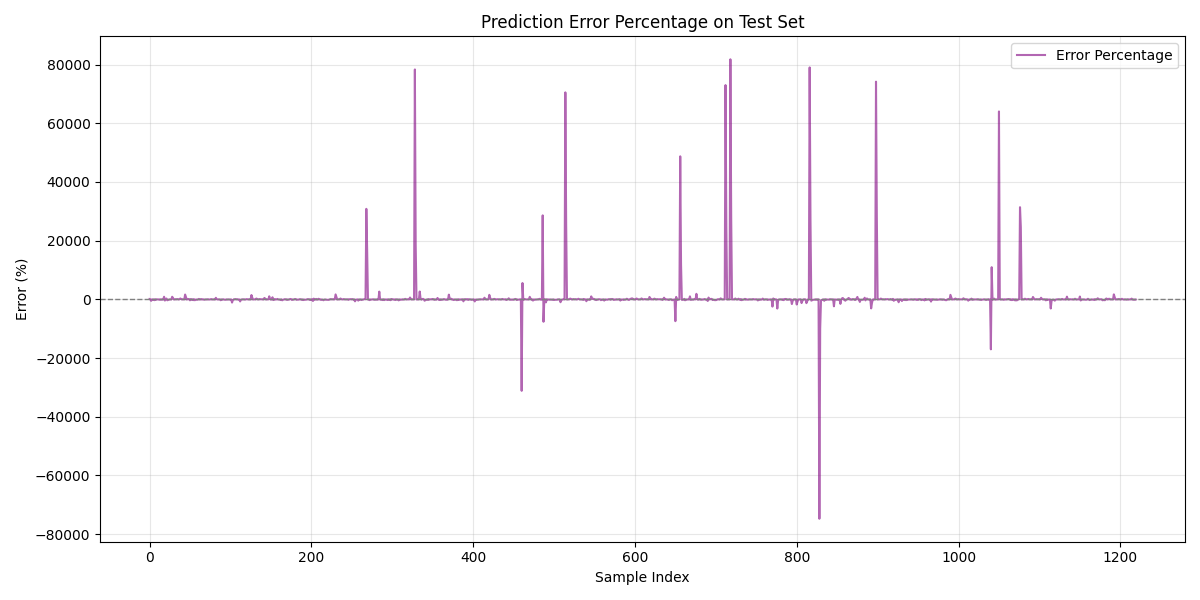 Prediction Error Percentage on Test Set
Error Percentage
80000
60000
40000
20000
0
−20000
−40000
−60000
−80000
Error (%)
0 200 400 600 800 1000 1200
Sample Index